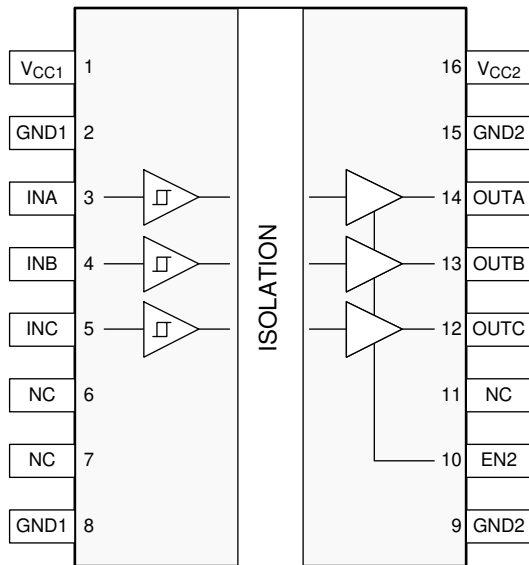 VCC1 1 16 VCC2
GND1 2 15 GND2
INA 3 14 OUTA
INB 4 13 OUTB
INC 5 12 OUTC
NC 6 11 NC
NC 7 10 EN2
GND1 8 9 GND2
ISOLATION